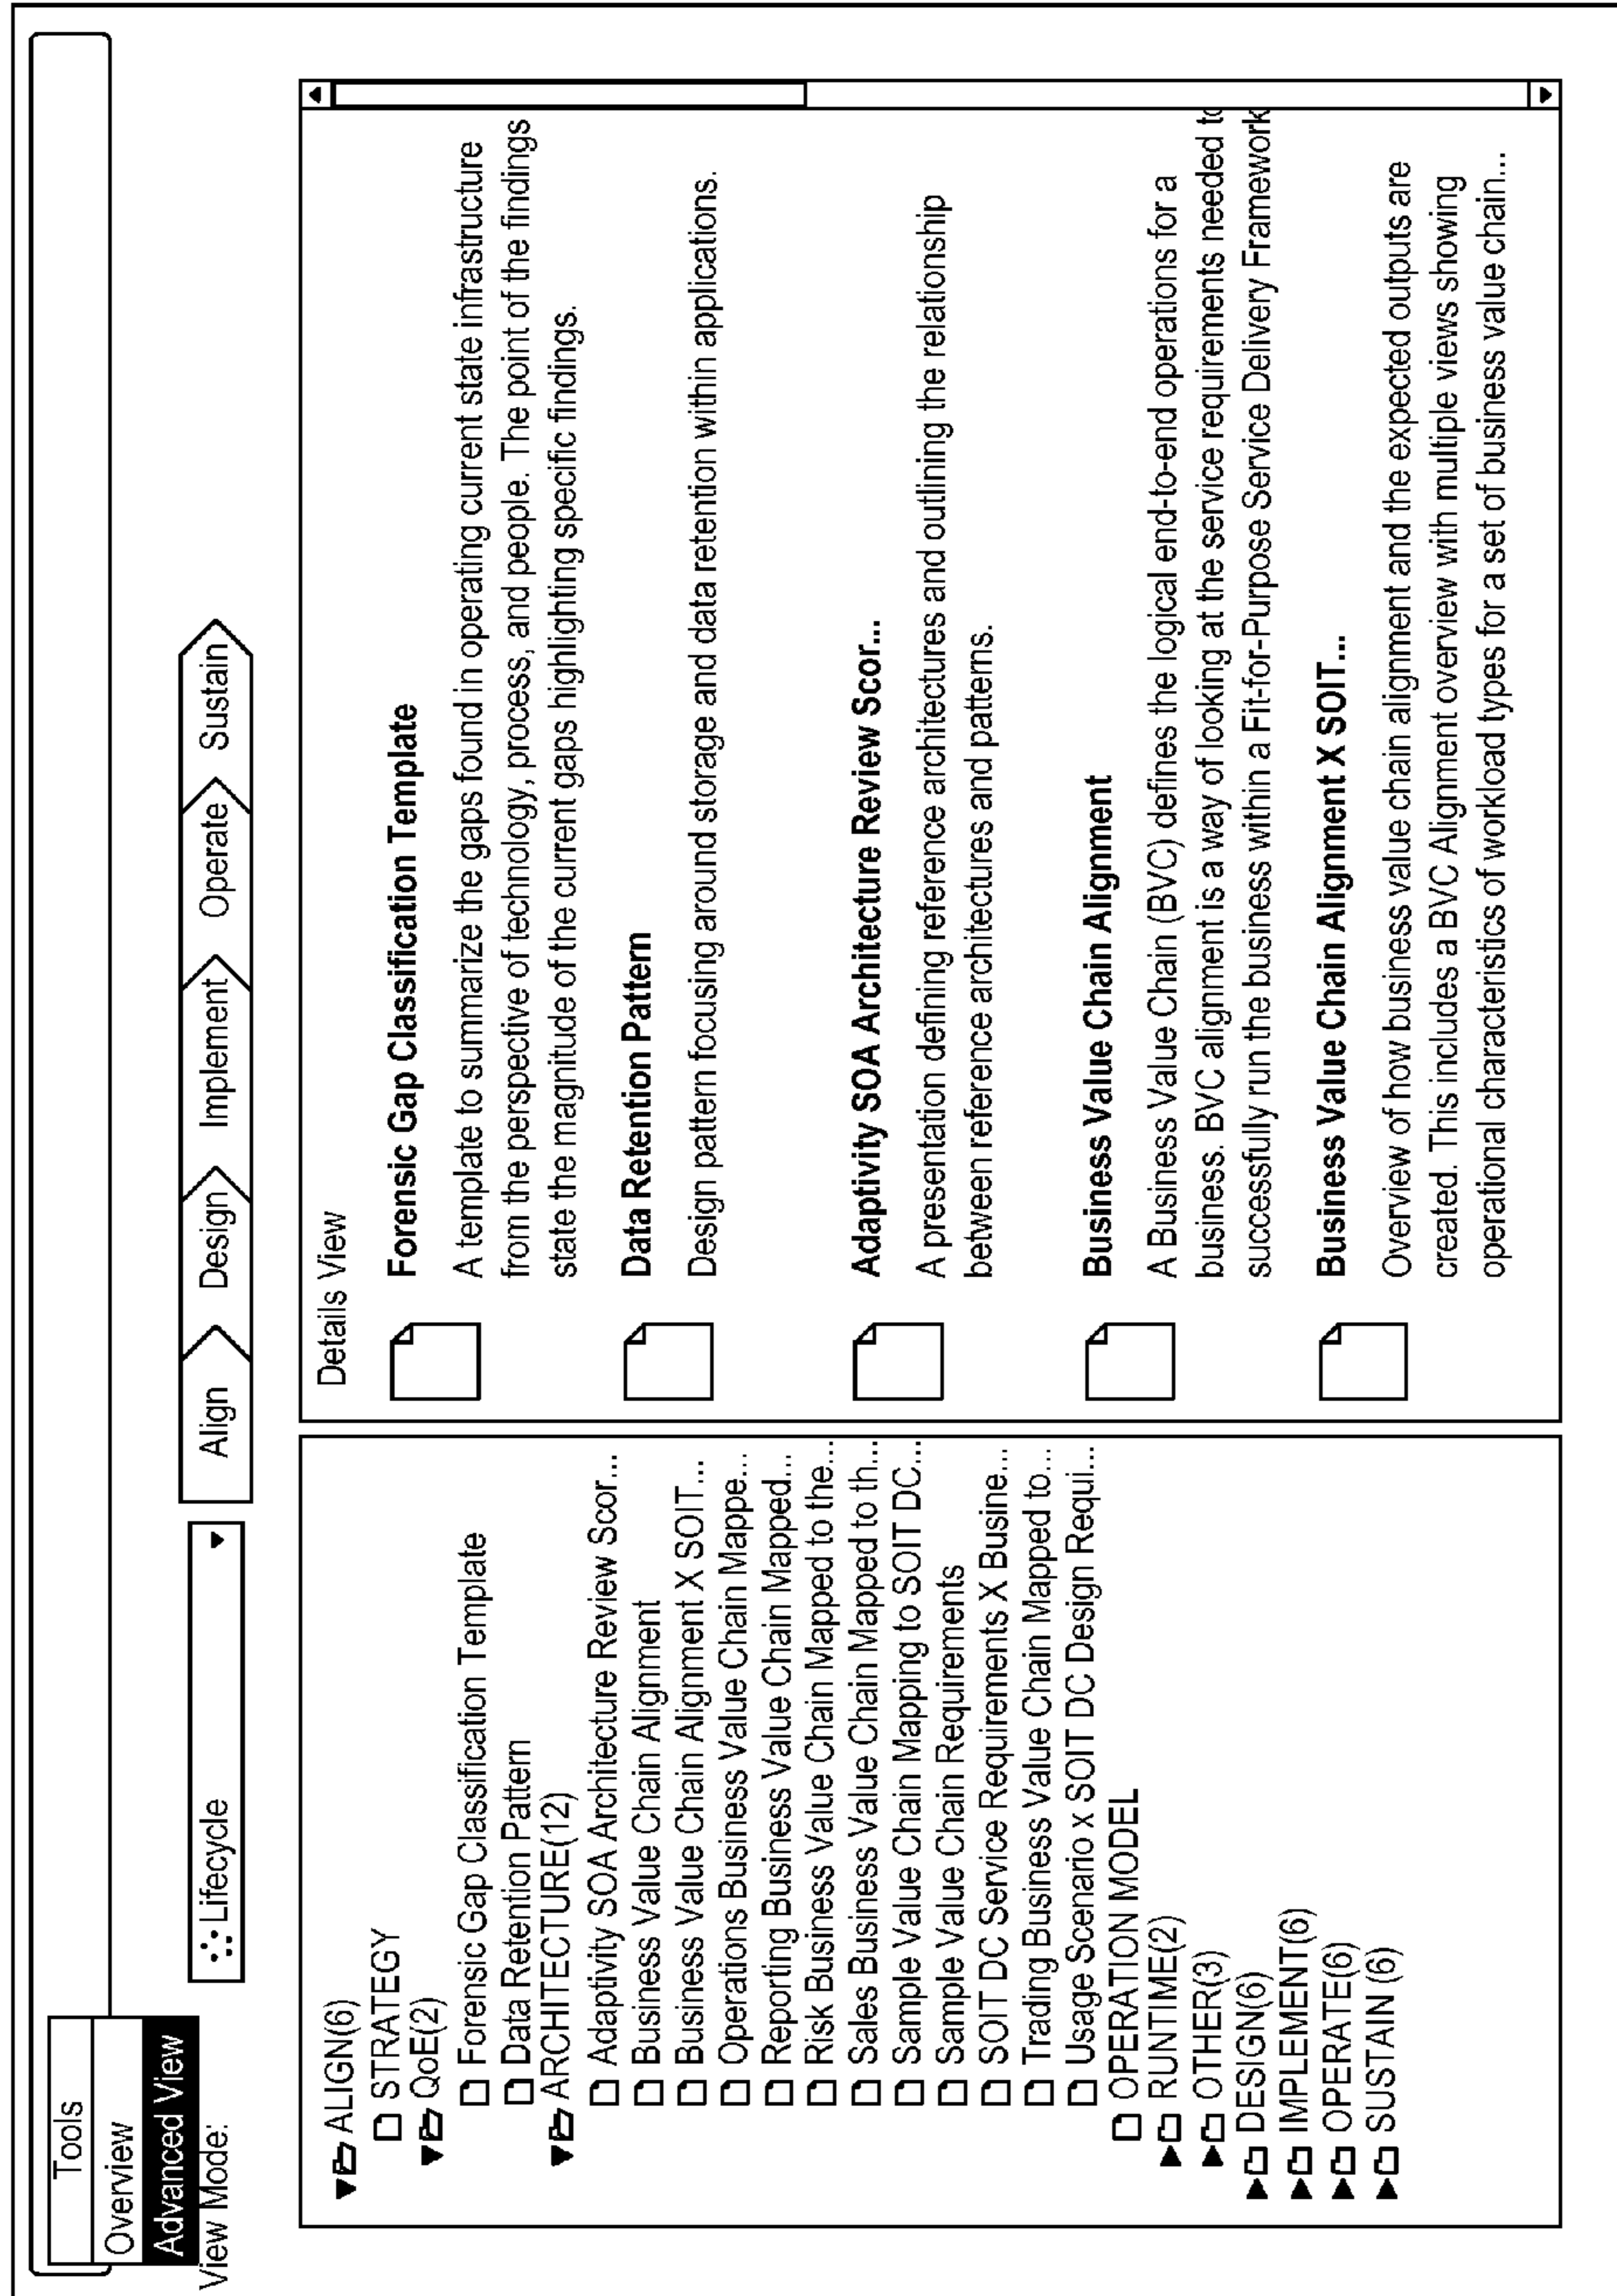 Tools
Overview
Advanced View
View Mode:
Lifecycle
Align
Design
Implement
Operate
Sustain
ALIGN(6)
STRATEGY
QoE(2)
Forensic Gap Classification Template
Data Retention Pattern
ARCHITECTURE(12)
Adaptivity SOA Architecture Review Scor...
Business Value Chain Alignment
Business Value Chain Alignment X SOIT...
Operations Business Value Chain Mappe...
Reporting Business Value Chain Mapped...
Risk Business Value Chain Mapped to the...
Sales Business Value Chain Mapped to th...
Sample Value Chain Mapping to SOIT DC...
Sample Value Chain Requirements
SOIT DC Service Requirements X Busine...
Trading Business Value Chain Mapped to...
Usage Scenario x SOIT DC Design Requi...
OPERATION MODEL
RUNTIME(2)
OTHER(3)
DESIGN(6)
IMPLEMENT(6)
OPERATE(6)
SUSTAIN (6)
Details View
Forensic Gap Classification Template
A template to summarize the gaps found in operating current state infrastructure
from the perspective of technology, process, and people. The point of the findings
state the magnitude of the current gaps highlighting specific findings.
Data Retention Pattern
Design pattern focusing around storage and data retention within applications.
Adaptivity SOA Architecture Review Scor...
A presentation defining reference architectures and outlining the relationship
between reference architectures and patterns.
Business Value Chain Alignment
A Business Value Chain (BVC) defines the logical end-to-end operations for a
business. BVC alignment is a way of looking at the service requirements needed to
successfully run the business within a Fit-for-Purpose Service Delivery Framework
Business Value Chain Alignment X SOIT...
Overview of how business value chain alignment and the expected outputs are
created. This includes a BVC Alignment overview with multiple views showing
operational characteristics of workload types for a set of business value chain...